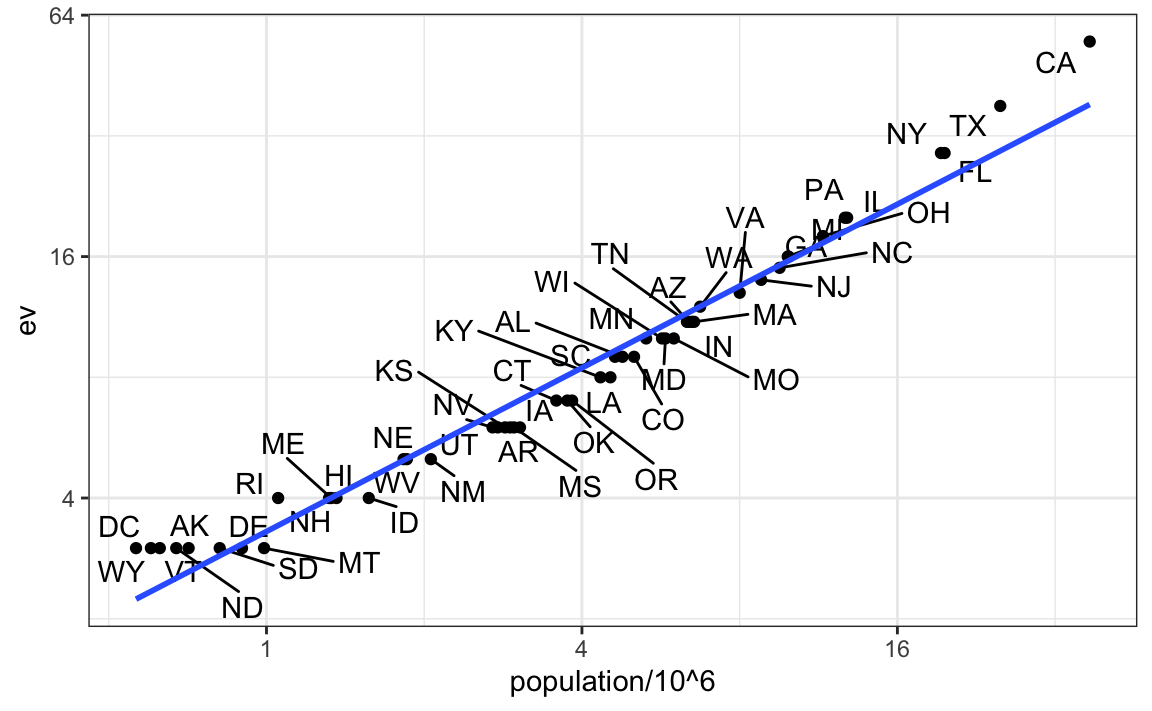 64
CA
NY
TX
FL
PA
IL
OH
VA
MI
GA
TN
WA
NC
16
WI
AZ
NJ
MN
MA
KY
AL
SC
IN
KS
CT
MD
MO
NV
IA
LA
CO
ME
NE
UT
AR
OK
RI
HI
WV
NM
MS
OR
4
DC
AK
DE
NH
ID
WY
VT
SD
MT
ND
ev
1
4
16
population/10^6